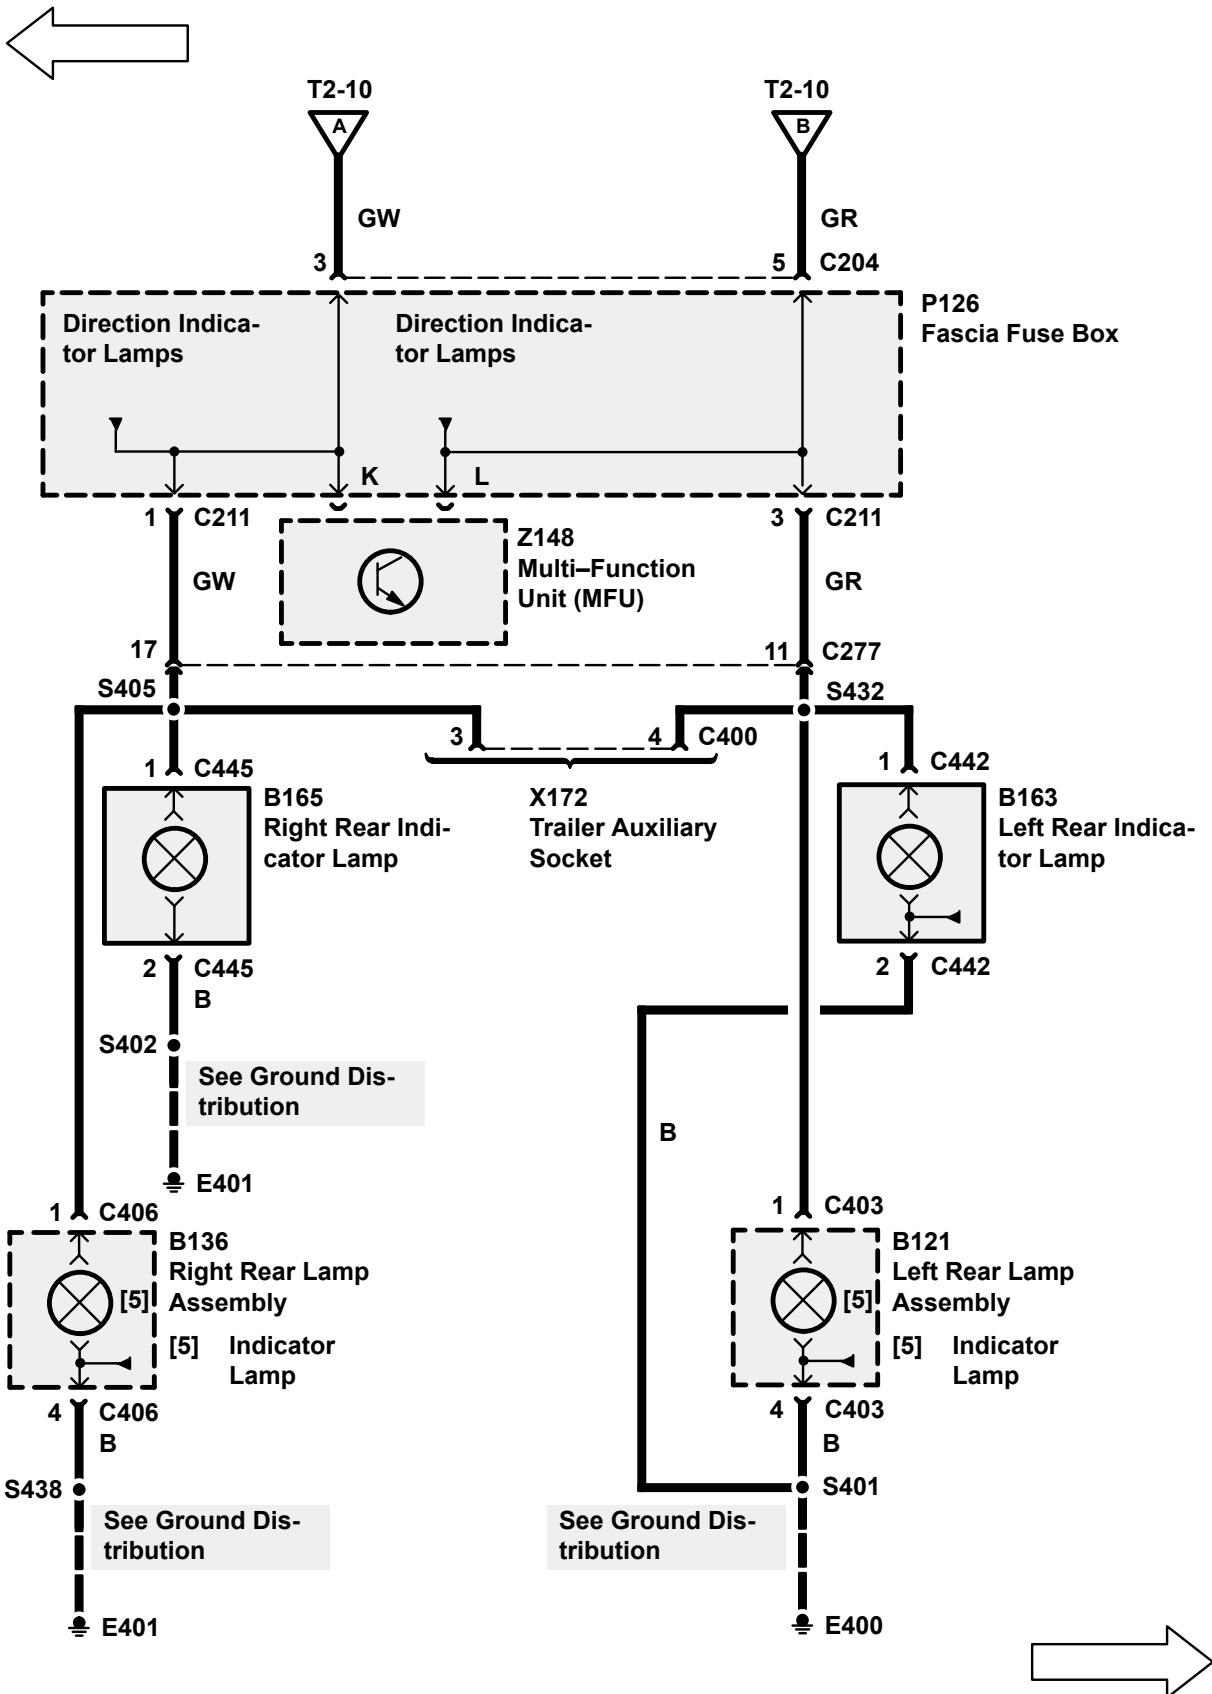 T2-10
T2-10
A
B
GW
GR
3
5
C204
P126
Fascia Fuse Box
Direction Indica-
tor Lamps
Direction Indica-
tor Lamps
K
L
1
C211
3
C211
Z148
Multi–Function
Unit (MFU)
GW
GR
17
11
C277
S405
S432
3
4
C400
1
C445
1
C442
B165
Right Rear Indi-
cator Lamp
X172
Trailer Auxiliary
Socket
B163
Left Rear Indica-
tor Lamp
2
C445
B
2
C442
S402
See Ground Dis-
tribution
B
E401
1
C406
1
C403
B136
Right Rear Lamp
Assembly
[5]
[5] Indicator
Lamp
B121
Left Rear Lamp
Assembly
[5]
[5] Indicator
Lamp
4
C406
B
4
C403
B
S438
S401
See Ground Dis-
tribution
See Ground Dis-
tribution
E401
E400